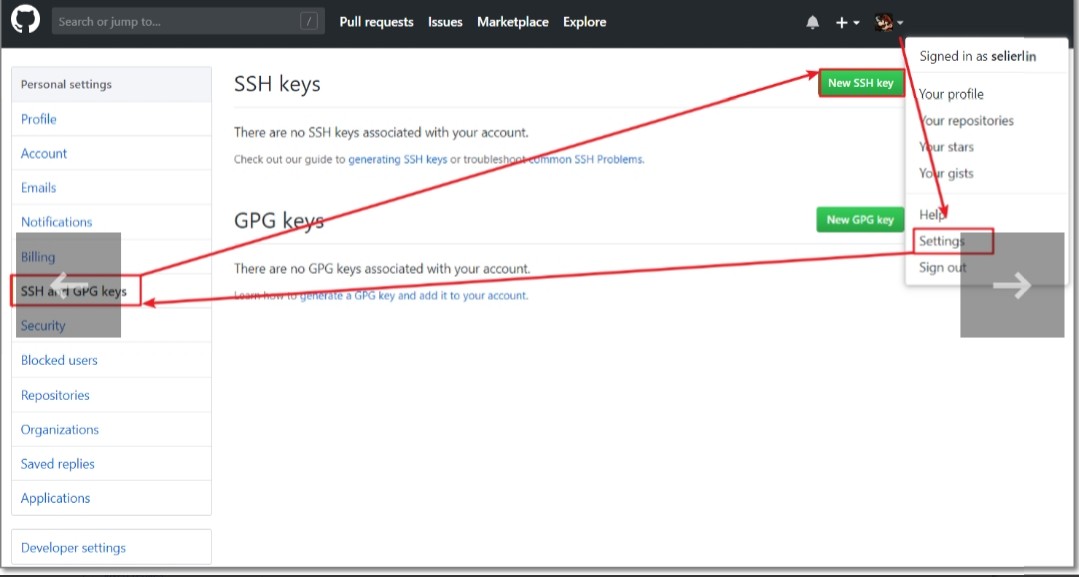 Search or jump to... /
Pull requests Issues Marketplace Explore
Signed in as selierlin
Your profile
Your repositories
Your stars
Your gists
Help
Settings
Sign out
Personal settings
Profile
Account
Emails
Notifications
Billing
SSH and GPG keys
Security
Blocked users
Repositories
Organizations
Saved replies
Applications
Developer settings
SSH keys
New SSH key
There are no SSH keys associated with your account.
Check out our guide to generating SSH keys or troubleshoot common SSH Problems.
GPG keys
New GPG key
There are no GPG keys associated with your account.
Learn how to generate a GPG key and add it to your account.